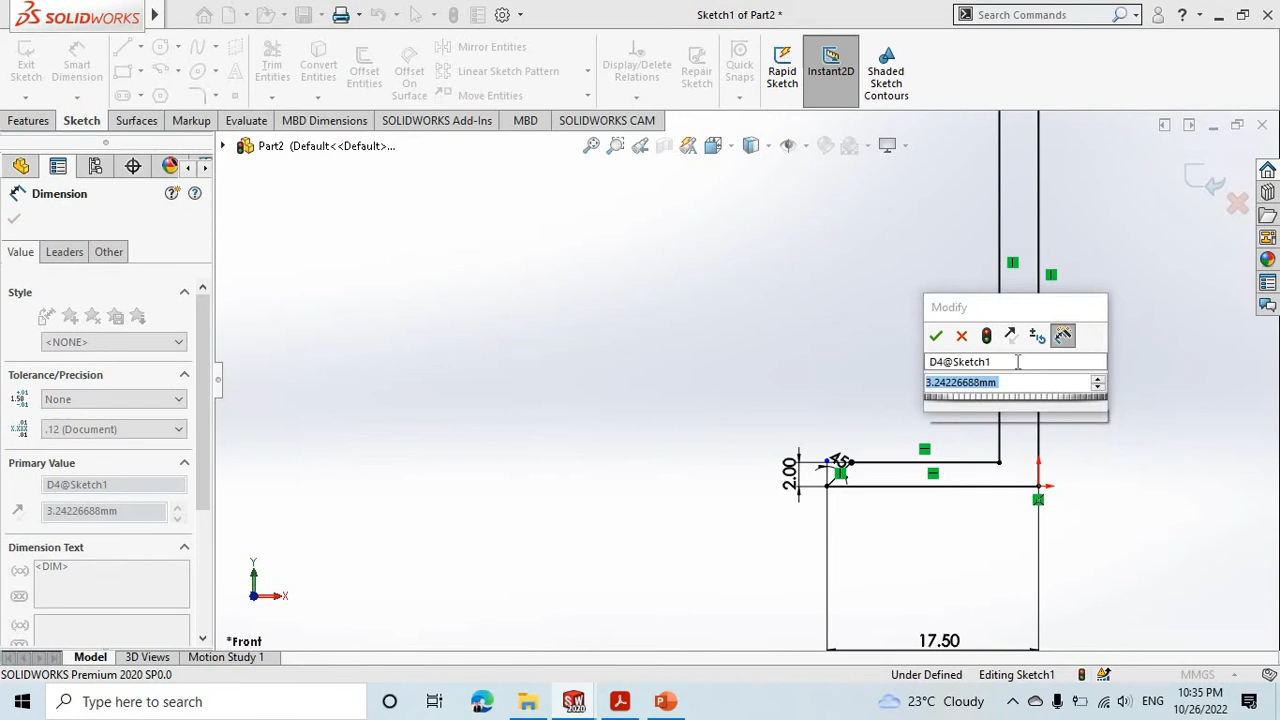 SOLIDWORKS
Sketch1 of Part2 *
Search Commands
?
Exit Sketch
Smart Dimension
Trim Entities
Convert Entities
Offset Entities
Offset On Surface
Mirror Entities
Linear Sketch Pattern
Move Entities
Display/Delete Relations
Repair Sketch
Quick Snaps
Rapid Sketch
Instant2D
Shaded Sketch Contours
Features
Sketch
Surfaces
Markup
Evaluate
MBD Dimensions
SOLIDWORKS Add-Ins
MBD
SOLIDWORKS CAM
Part2 (Default<<Default>...
Dimension
Value
Leaders
Other
Style
<NONE>
Tolerance/Precision
None
.12 (Document)
Primary Value
D4@Sketch1
3.24226688mm
Dimension Text
<DIM>
Modify
D4@Sketch1
3.24226688mm
45
2.00
17.50
Y
X
*Front
Model
3D Views
Motion Study 1
SOLIDWORKS Premium 2020 SP0.0
Under Defined
Editing Sketch1
MMGS
Type here to search
23°C Cloudy
ENG
10:35 PM
10/26/2022